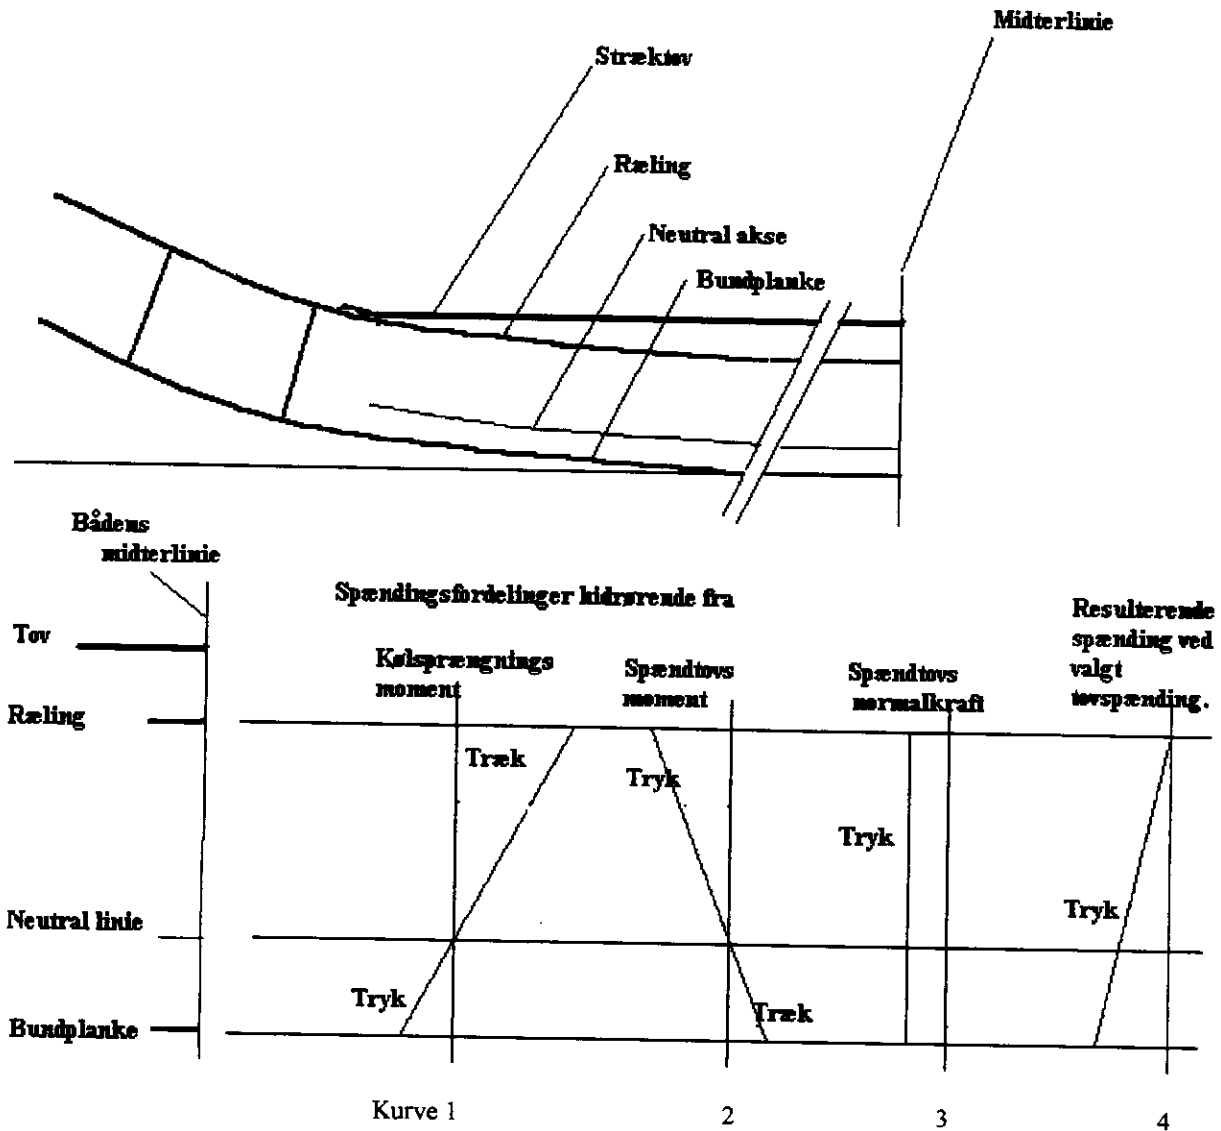 Midterlinie
Stræktov
Ræling
Neutral akse
Bundplanke
Bådens
midterlinie
Spændingsfordelinger hidrørende fra
Tov
Kølsprængnings
moment
Spændtovs
moment
Spændtovs
normalkraft
Resulterende
spænding ved
valgt
tovspænding.
Ræling
Træk
Tryk
Tryk
Tryk
Neutral linie
Tryk
Træk
Bundplanke
Kurve 1
2
3
4